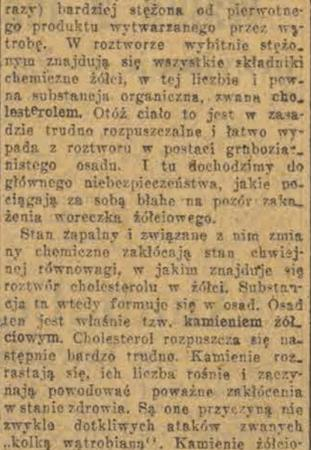 razy) bardziej stężona od pierwotne-
go produktu wytwarzanego przez wą-
trobę. W roztworze wybitnie stężo-
nym znajdują się wszystkie składniki
chemiczne żółci, w tej liczbie i pew-
na substancja organiczna, zwana cho-
lesterolem. Otóż ciało to jest w zasa-
dzie trudno rozpuszczalne i łatwo wy-
pada z roztworu w postaci gruboziar-
nistego osadu. I tu dochodzimy do
głównego niebezpieczeństwa, jakie po-
ciągają za sobą błahe na pozór zaka-
żenia woreczka żółciowego.
Stan zapalny i związane z nim zmia
ny chemiczne zakłócają stan chwiej-
nej równowagi, w jakim znajduje się
roztwór cholesterolu w żółci. Substan-
cja ta wtedy formuje się w osad. Osad
ten jest właśnie tzw. kamieniem żół-
ciowym. Cholesterol rozpuszcza się na-
stępnie bardzo trudno. Kamienie roz-
rastają się, ich liczba rośnie i zaczy-
nają powodować poważne zakłócenia
w stanie zdrowia. Są one przyczyną nie
zwykle dotkliwych ataków zwanych
„kolką wątrobianą". Kamienie żółcio-